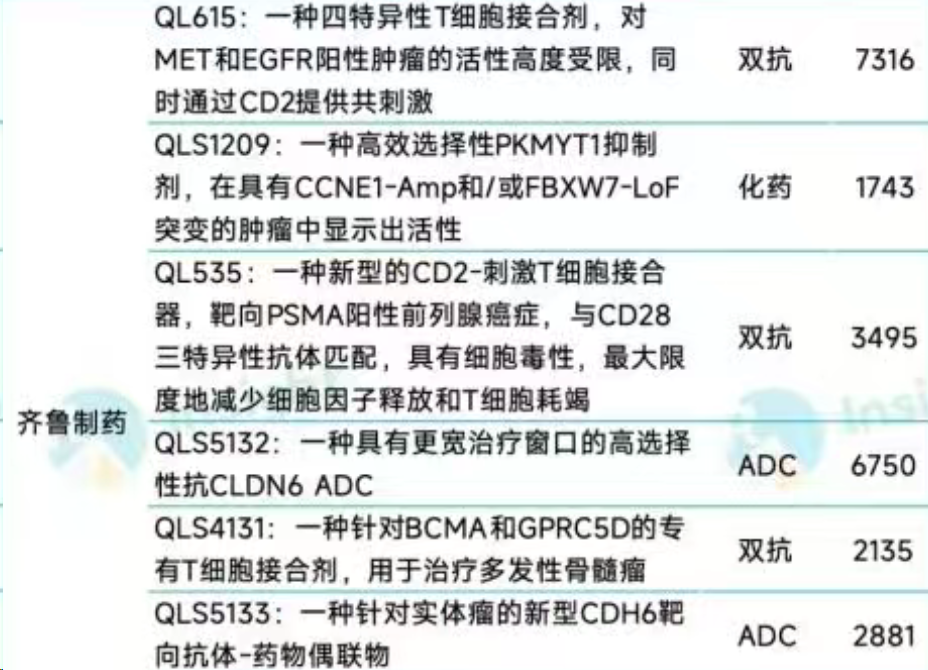 QL615：一种四特异性T细胞接合剂，对
MET和EGFR阳性肿瘤的活性高度受限，同
时通过CD2提供共刺激
双抗
7316
QLS1209：一种高效选择性PKMYT1抑制
剂，在具有CCNE1-Amp和/或FBXW7-LoF
突变的肿瘤中显示出活性
化药
1743
QL535：一种新型的CD2-刺激T细胞接合
器，靶向PSMA阳性前列腺癌症，与CD28
三特异性抗体匹配，具有细胞毒性，最大限
度地减少细胞因子释放和T细胞耗竭
双抗
3495
齐鲁制药
QLS5132：一种具有更宽治疗窗口的高选择
性抗CLDN6 ADC
ADC
6750
QLS4131：一种针对BCMA和GPRC5D的专
有T细胞接合剂，用于治疗多发性骨髓瘤
双抗
2135
QLS5133：一种针对实体瘤的新型CDH6靶
向抗体-药物偶联物
ADC
2881